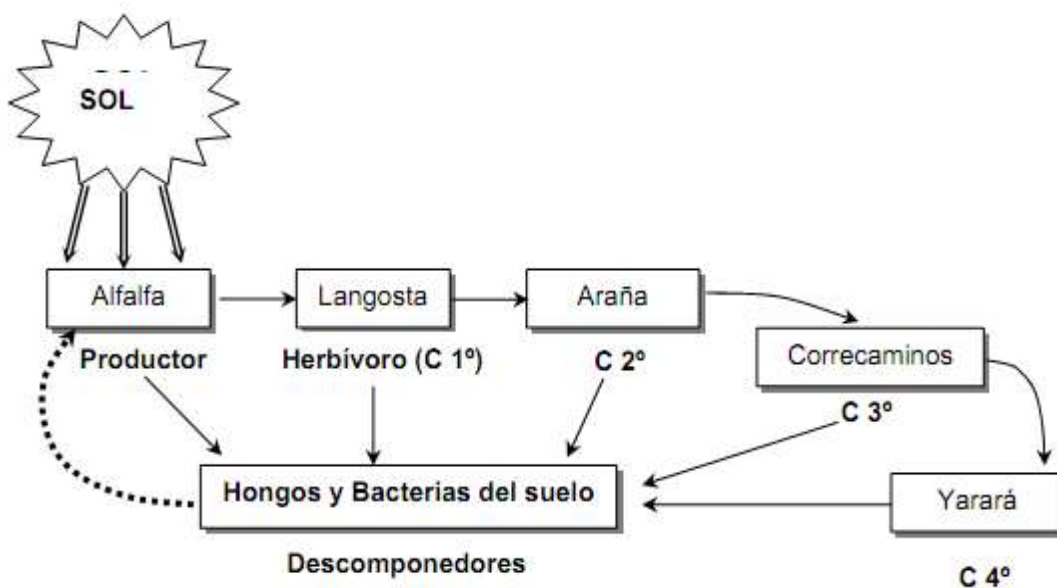 SOL
Alfalfa
Langosta
Araña
Correcaminos
Productor
Herbívoro (C 1º)
C 2º
C 3º
Hongos y Bacterias del suelo
Yarará
Descomponedores
C 4º